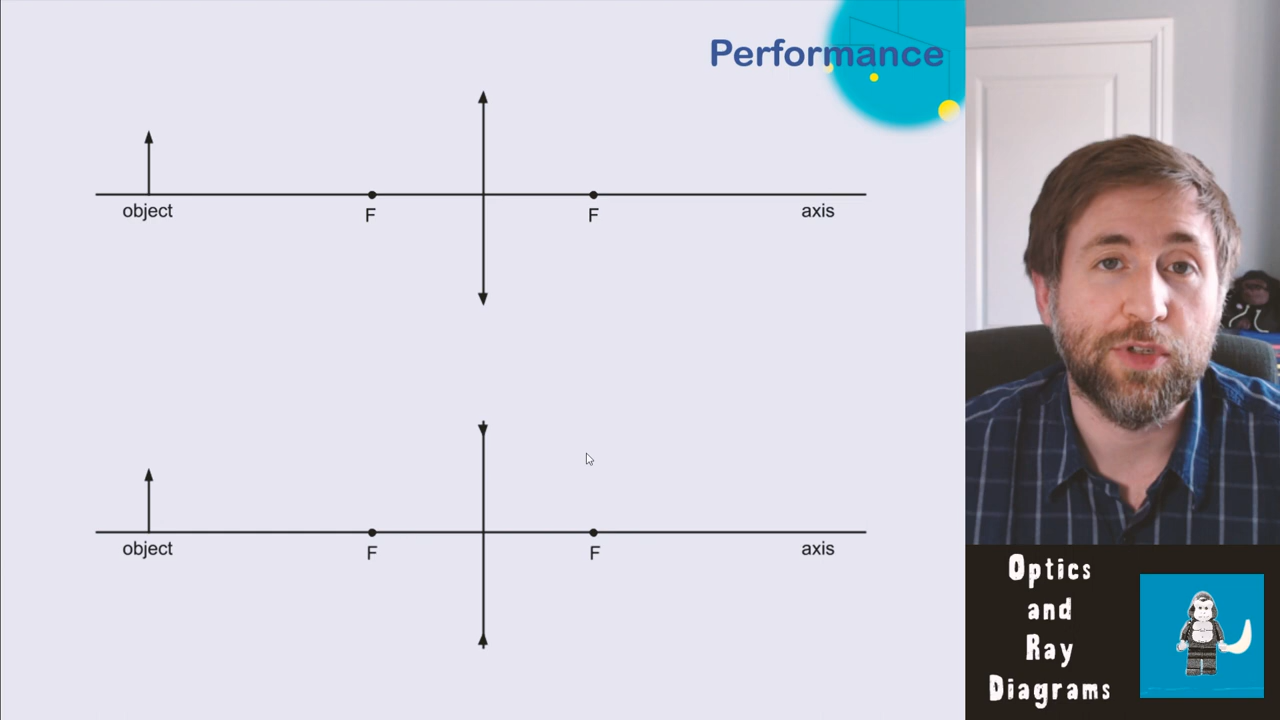 Performance
object
F
F
axis
object
F
F
axis
Optics
and
Ray
Diagrams